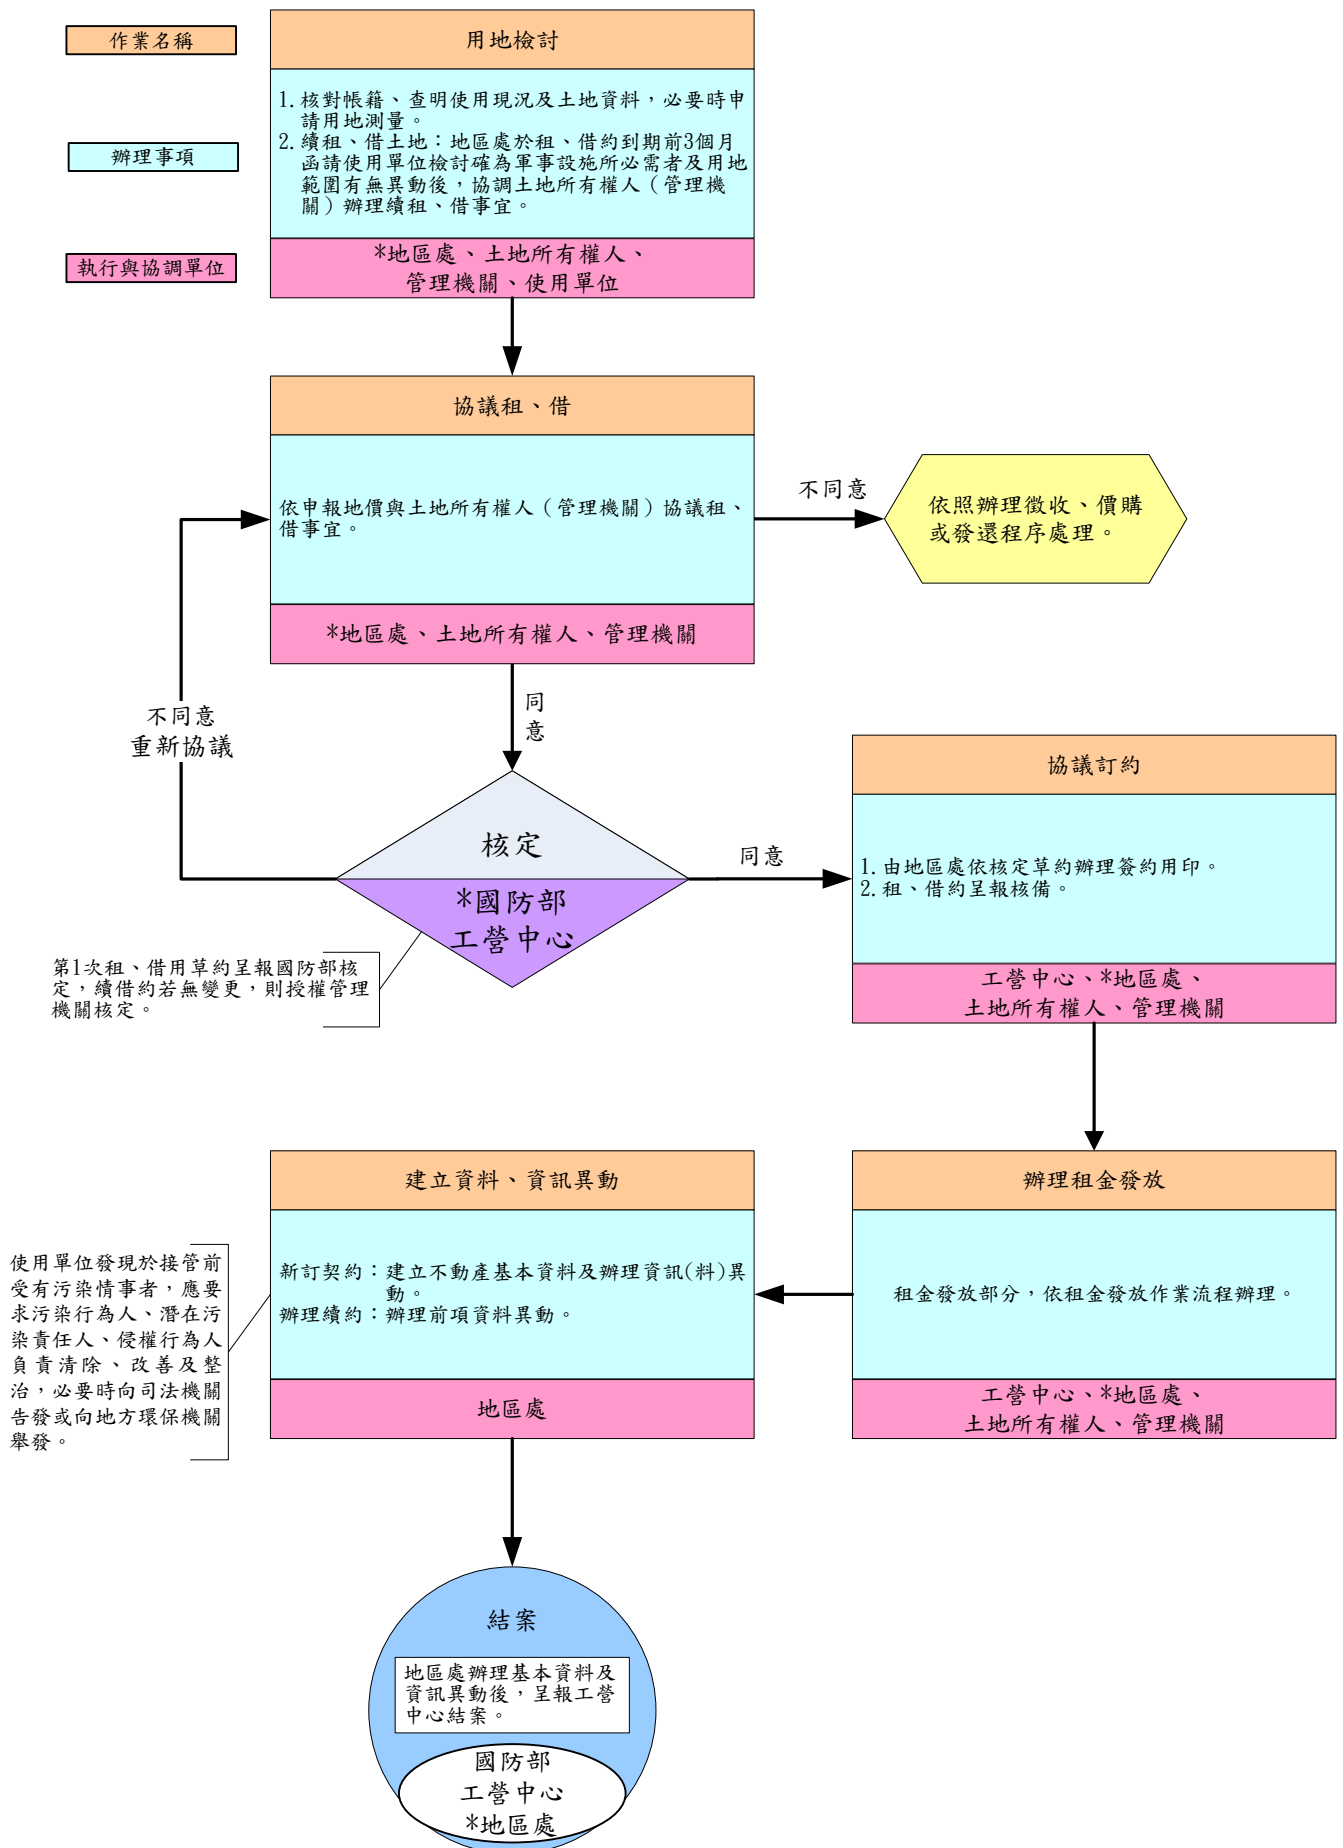 作業名稱
辦理事項
執行與協調單位
用地檢討
1. 核對帳籍、查明使用現況及土地資料，必要時申
請用地測量。
2. 續租、借土地：地區處於租、借約到期前3個月
函請使用單位檢討確為軍事設施所必需者及用地
範圍有無異動後，協調土地所有權人（管理機
關）辦理續租、借事宜。
*地區處、土地所有權人、
管理機關、使用單位
協議租、借
依申報地價與土地所有權人（管理機關）協議租、
借事宜。
*地區處、土地所有權人、管理機關
不同意
依照辦理徵收、價購
或發還程序處理。
同
意
不同意
重新協議
核定
*國防部
工營中心
同意
第1次租、借用草約呈報國防部核
定，續借約若無變更，則授權管理
機關核定。
協議訂約
1. 由地區處依核定草約辦理簽約用印。
2. 租、借約呈報核備。
工營中心、*地區處、
土地所有權人、管理機關
辦理租金發放
租金發放部分，依租金發放作業流程辦理。
工營中心、*地區處、
土地所有權人、管理機關
建立資料、資訊異動
新訂契約：建立不動產基本資料及辦理資訊(料)異
動。
辦理續約：辦理前項資料異動。
地區處
使用單位發現於接管前
受有污染情事者，應要
求污染行為人、潛在污
染責任人、侵權行為人
負責清除、改善及整
治，必要時向司法機關
告發或向地方環保機關
舉發。
結案
地區處辦理基本資料及
資訊異動後，呈報工營
中心結案。
國防部
工營中心
*地區處